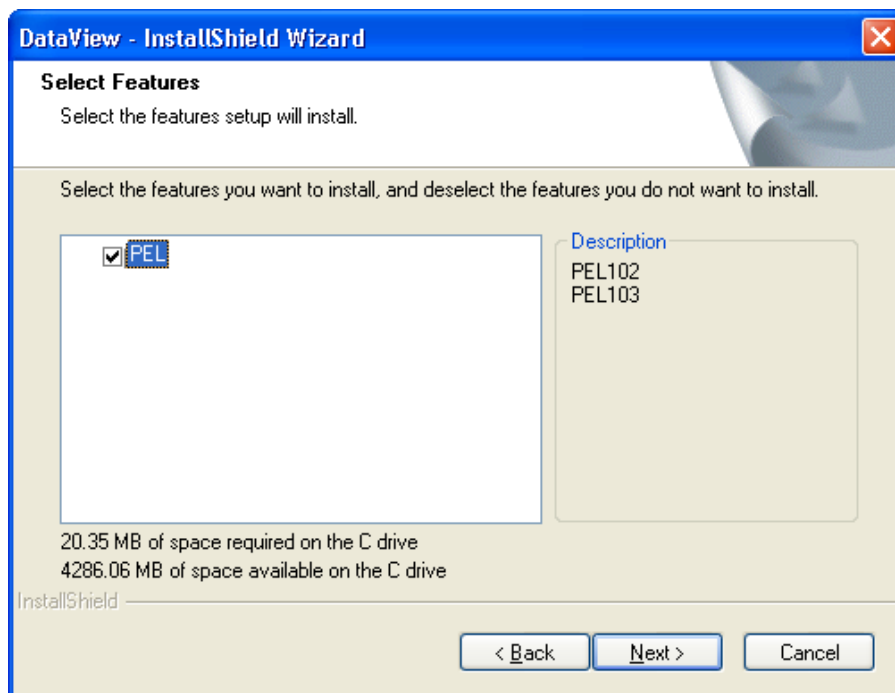 DataView - InstallShield Wizard
Select Features
Select the features setup will install.
Select the features you want to install, and deselect the features you do not want to install.
PEL
Description
PEL102
PEL103
20.35 MB of space required on the C drive
4286.06 MB of space available on the C drive
InstallShield
< Back
Next >
Cancel